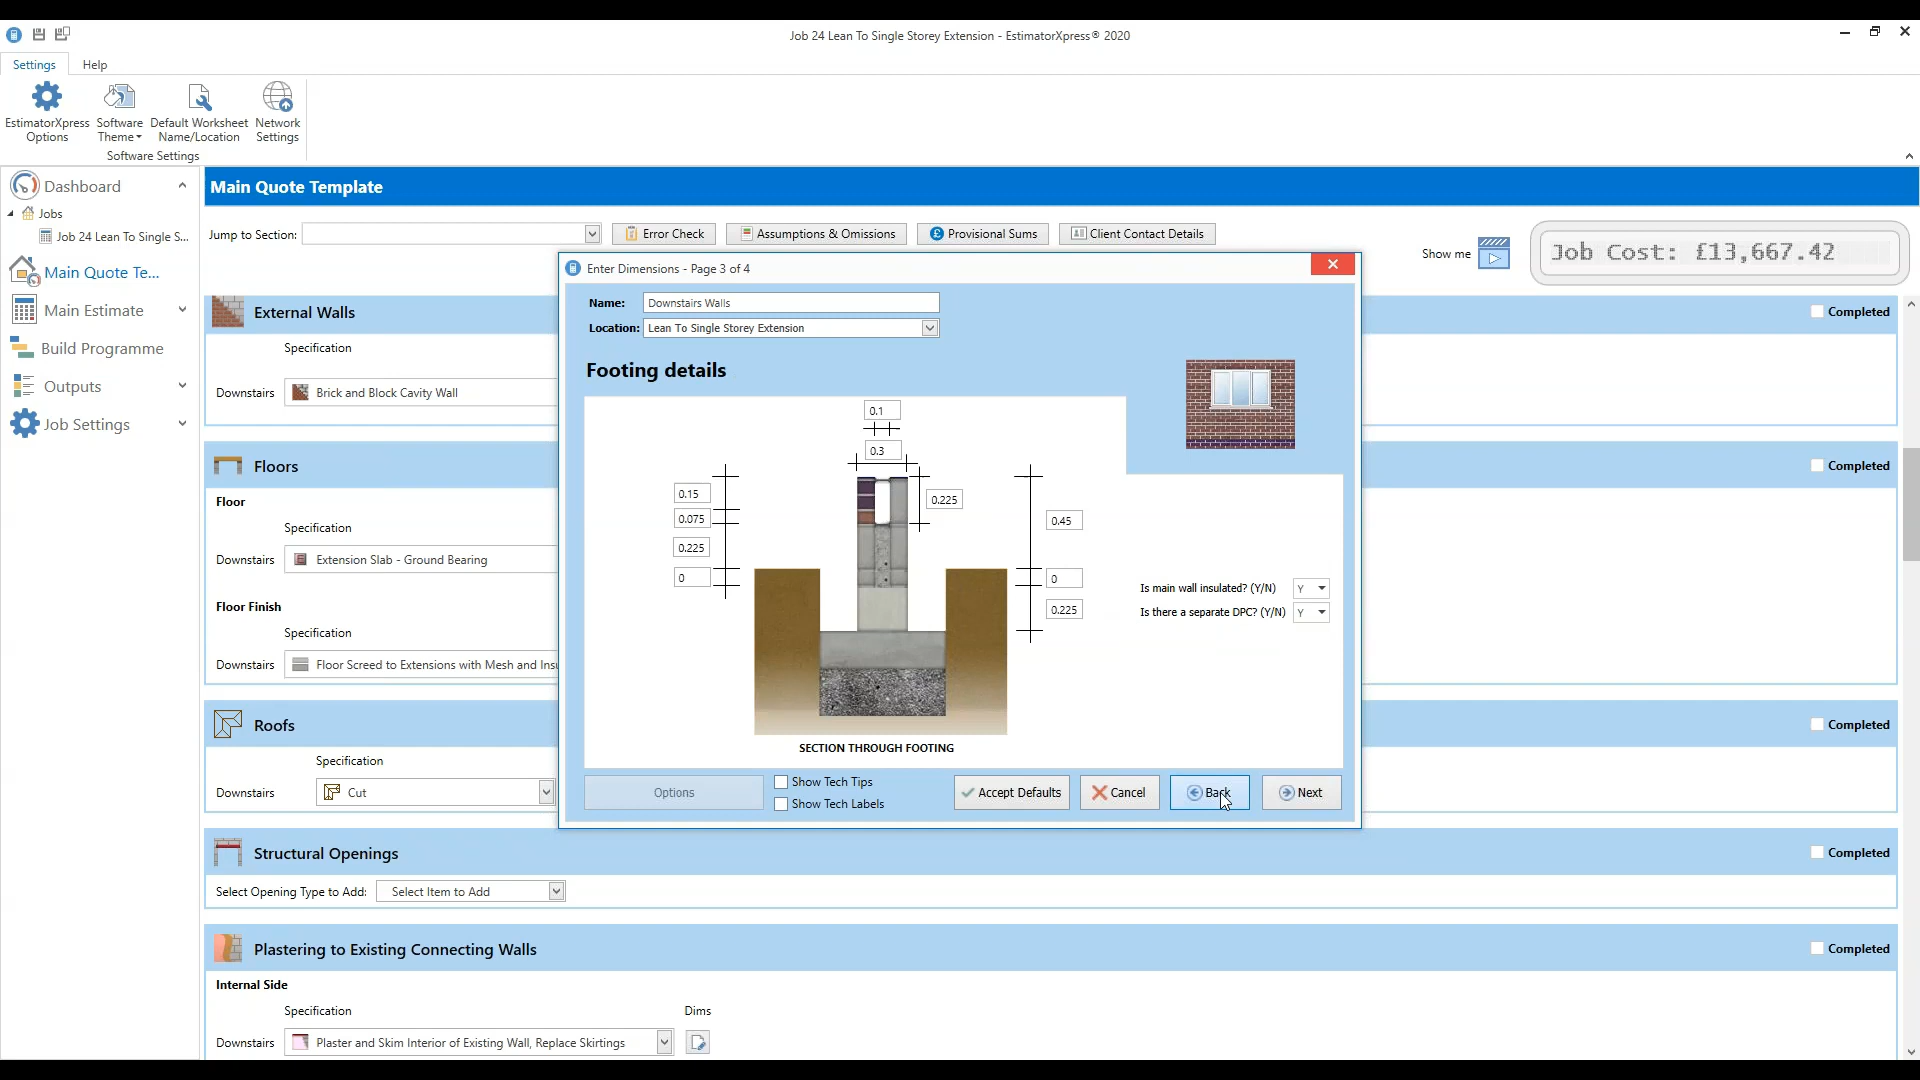 Job 24 Lean To Single Storey Extension - EstimatorXpress® 2020
Settings
Help
EstimatorXpress Options
Software Theme
Default Worksheet Name/Location
Network Settings
Software Settings
Dashboard
Jobs
Job 24 Lean To Single S...
Main Quote Te...
Main Estimate
Build Programme
Outputs
Job Settings
Main Quote Template
Jump to Section:
Error Check
Assumptions & Omissions
Provisional Sums
Client Contact Details
Show me
Job Cost: £13,667.42
External Walls
Completed
Specification
Downstairs
Brick and Block Cavity Wall
Floors
Completed
Floor
Specification
Downstairs
Extension Slab - Ground Bearing
Floor Finish
Specification
Downstairs
Floor Screed to Extensions with Mesh and Insu
Roofs
Completed
Specification
Downstairs
Cut
Structural Openings
Completed
Select Opening Type to Add:
Select Item to Add
Plastering to Existing Connecting Walls
Completed
Internal Side
Specification
Dims
Downstairs
Plaster and Skim Interior of Existing Wall, Replace Skirtings
Enter Dimensions - Page 3 of 4
Name:
Downstairs Walls
Location:
Lean To Single Storey Extension
Footing details
0.1
0.3
0.15
0.225
0.075
0.45
0.225
0
0
0.225
Is main wall insulated? (Y/N)
Y
Is there a separate DPC? (Y/N)
Y
SECTION THROUGH FOOTING
Options
Show Tech Tips
Show Tech Labels
Accept Defaults
Cancel
Back
Next